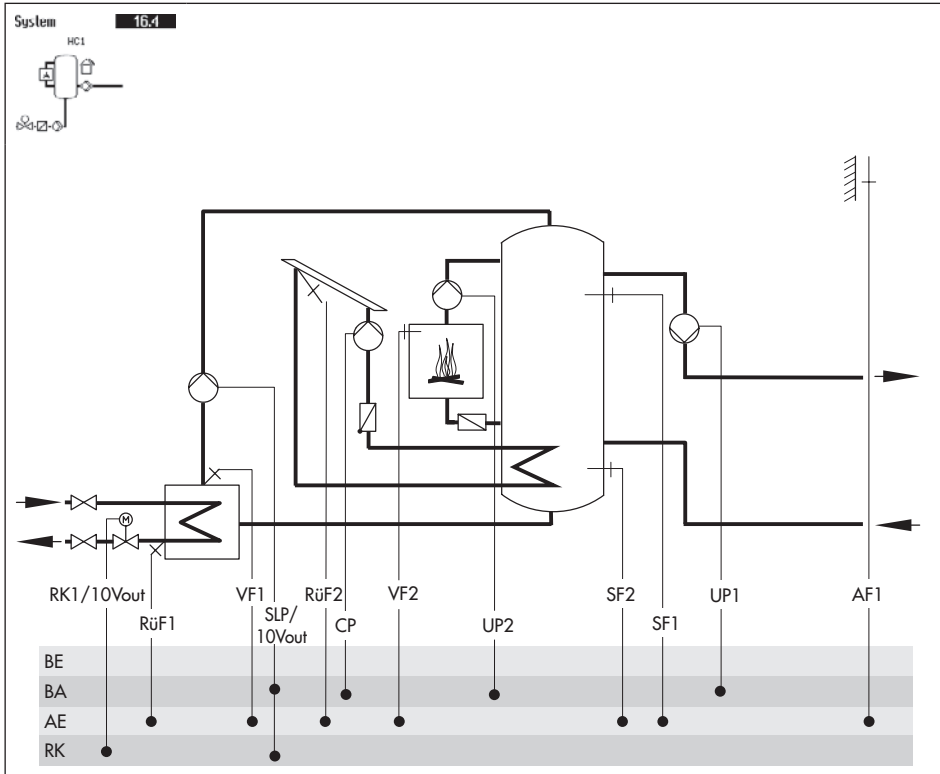 System 16.4
HC1
M
RK1/10Vout
VF1
RüF2
VF2
SF2
UP1
AF1
RüF1
SLP/
10Vout
CP
UP2
SF1
BE
BA
AE
RK